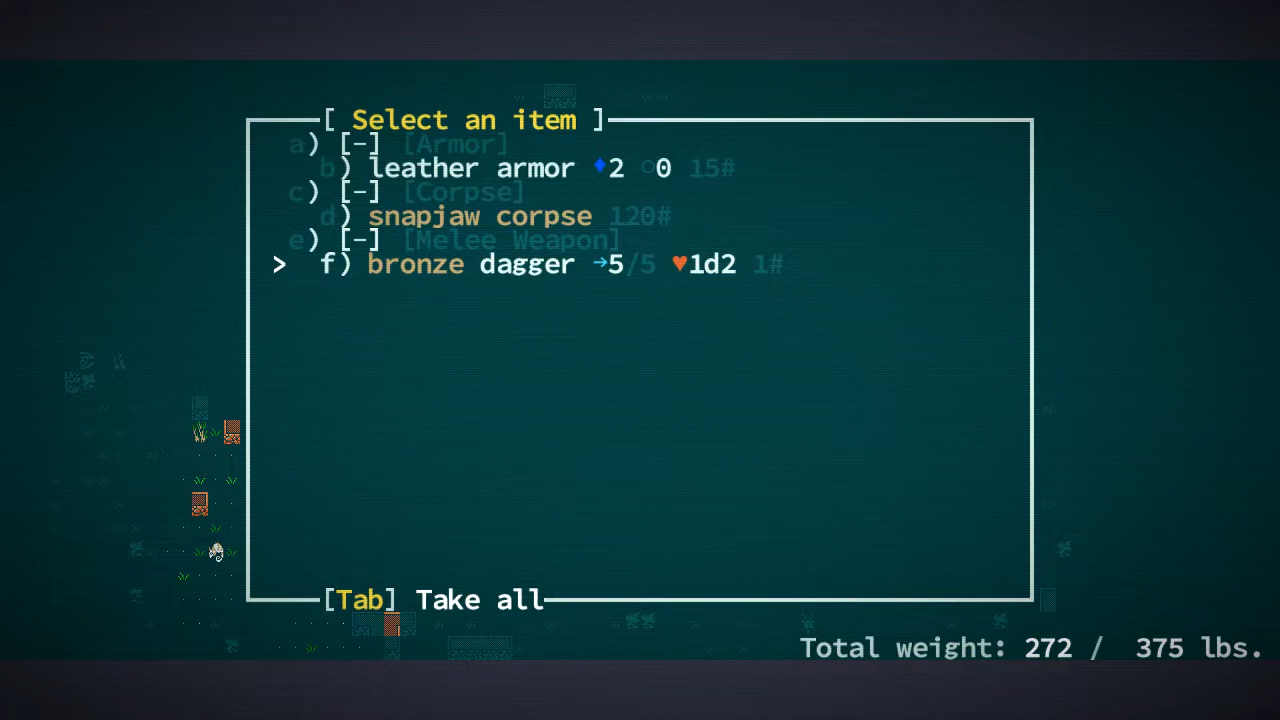 [ Select an item ]
a) [-] [Armor]
b) leather armor ♦2 ○0 15#
c) [-] [Corpse]
d) snapjaw corpse 120#
e) [-] [Melee Weapon]
> f) bronze dagger →5/5 ♥1d2 1#
[Tab] Take all
Total weight: 272 / 375 lbs.